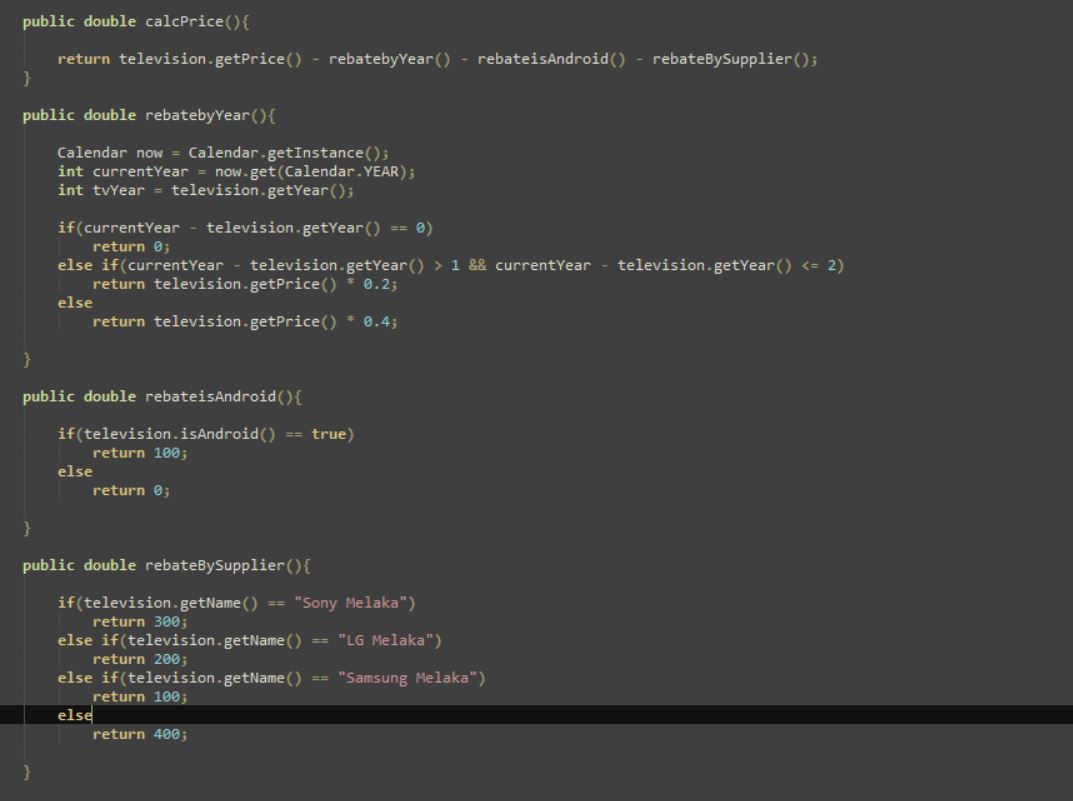 public double calcPrice(){
return television.getPrice() - rebatebyYear() - rebateisAndroid() - rebateBySupplier();
}
public double rebatebyYear(){
Calendar now = Calendar.getInstance();
int currentYear = now.get(Calendar.YEAR);
int tvYear = television.getYear();
if(currentYear - television.getYear() == 0)
return 0;
else if(currentYear - television.getYear() > 1 && currentYear - television.getYear() <= 2)
return television.getPrice() * 0.2;
else
return television.getPrice() * 0.4;
}
public double rebateisAndroid(){
if(television.isAndroid() == true)
return 100;
else
return 0;
}
public double rebateBySupplier(){
if(television.getName() == "Sony Melaka")
return 300;
else if(television.getName() == "LG Melaka")
return 200;
else if(television.getName() == "Samsung Melaka")
return 100;
else
return 400;
}